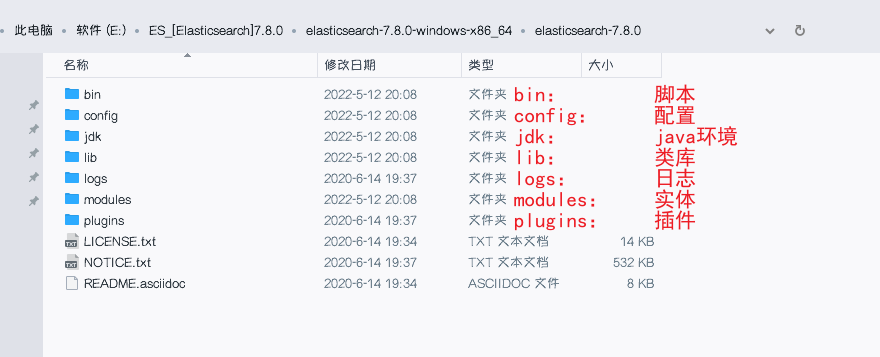 此电脑 软件 (E:) ES_[Elasticsearch]7.8.0 elasticsearch-7.8.0-windows-x86_64 elasticsearch-7.8.0
名称 修改日期 类型 大小
bin 2022-5-12 20:08 文件夹 bin： 脚本
config 2022-5-12 20:08 文件夹 config： 配置
jdk 2022-5-12 20:08 文件夹 jdk： java环境
lib 2022-5-12 20:08 文件夹 lib： 类库
logs 2020-6-14 19:37 文件夹 logs： 日志
modules 2022-5-12 20:08 文件夹 modules： 实体
plugins 2020-6-14 19:37 文件夹 plugins： 插件
TXT LICENSE.txt 2020-6-14 19:34 TXT 文本文档 14 KB
TXT NOTICE.txt 2020-6-14 19:37 TXT 文本文档 532 KB
README.asciidoc 2020-6-14 19:34 ASCIIDOC 文件 8 KB